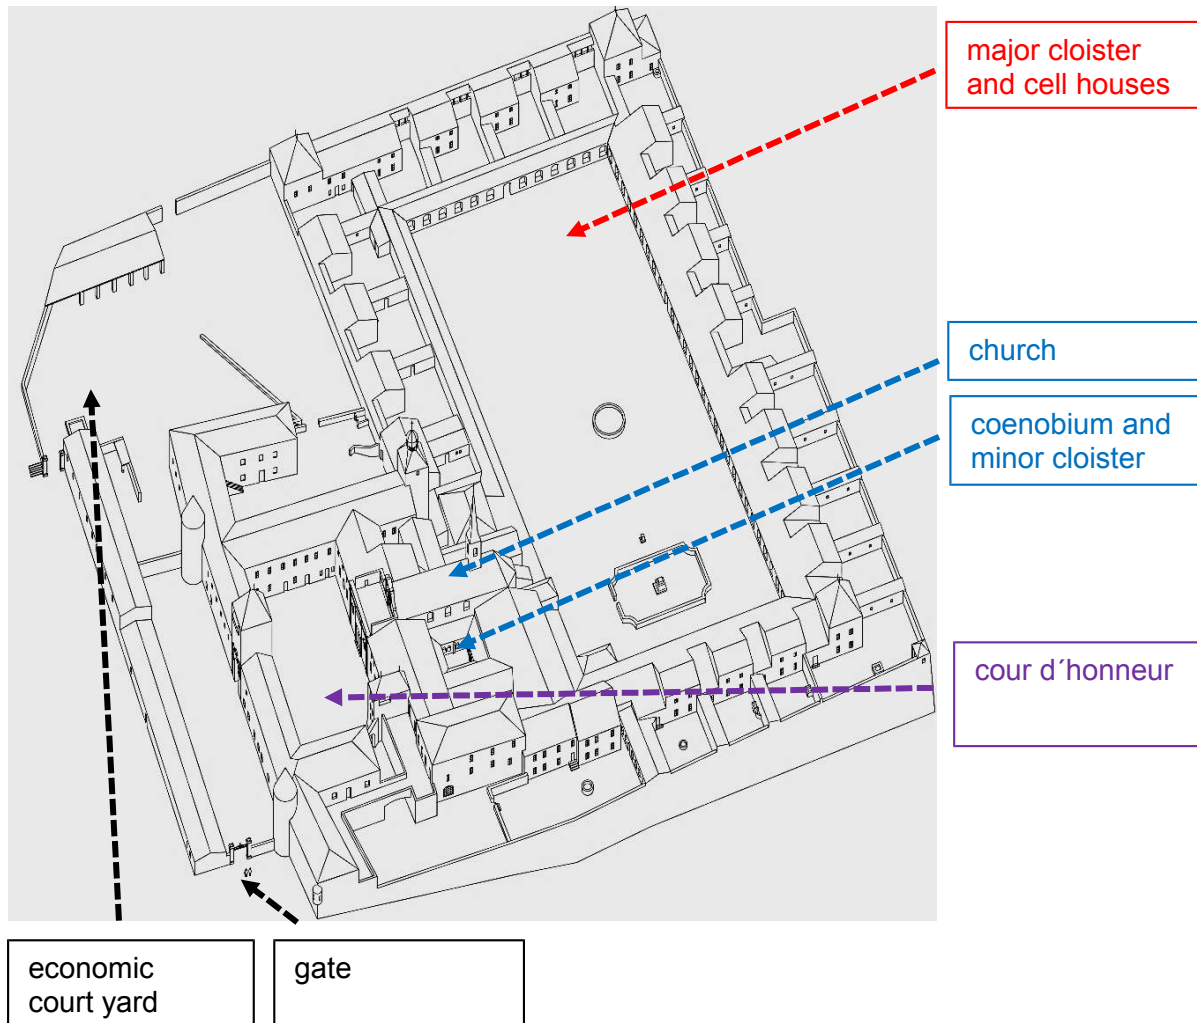 major cloister
and cell houses
church
coenobium and
minor cloister
cour d´honneur
economic
court yard
gate